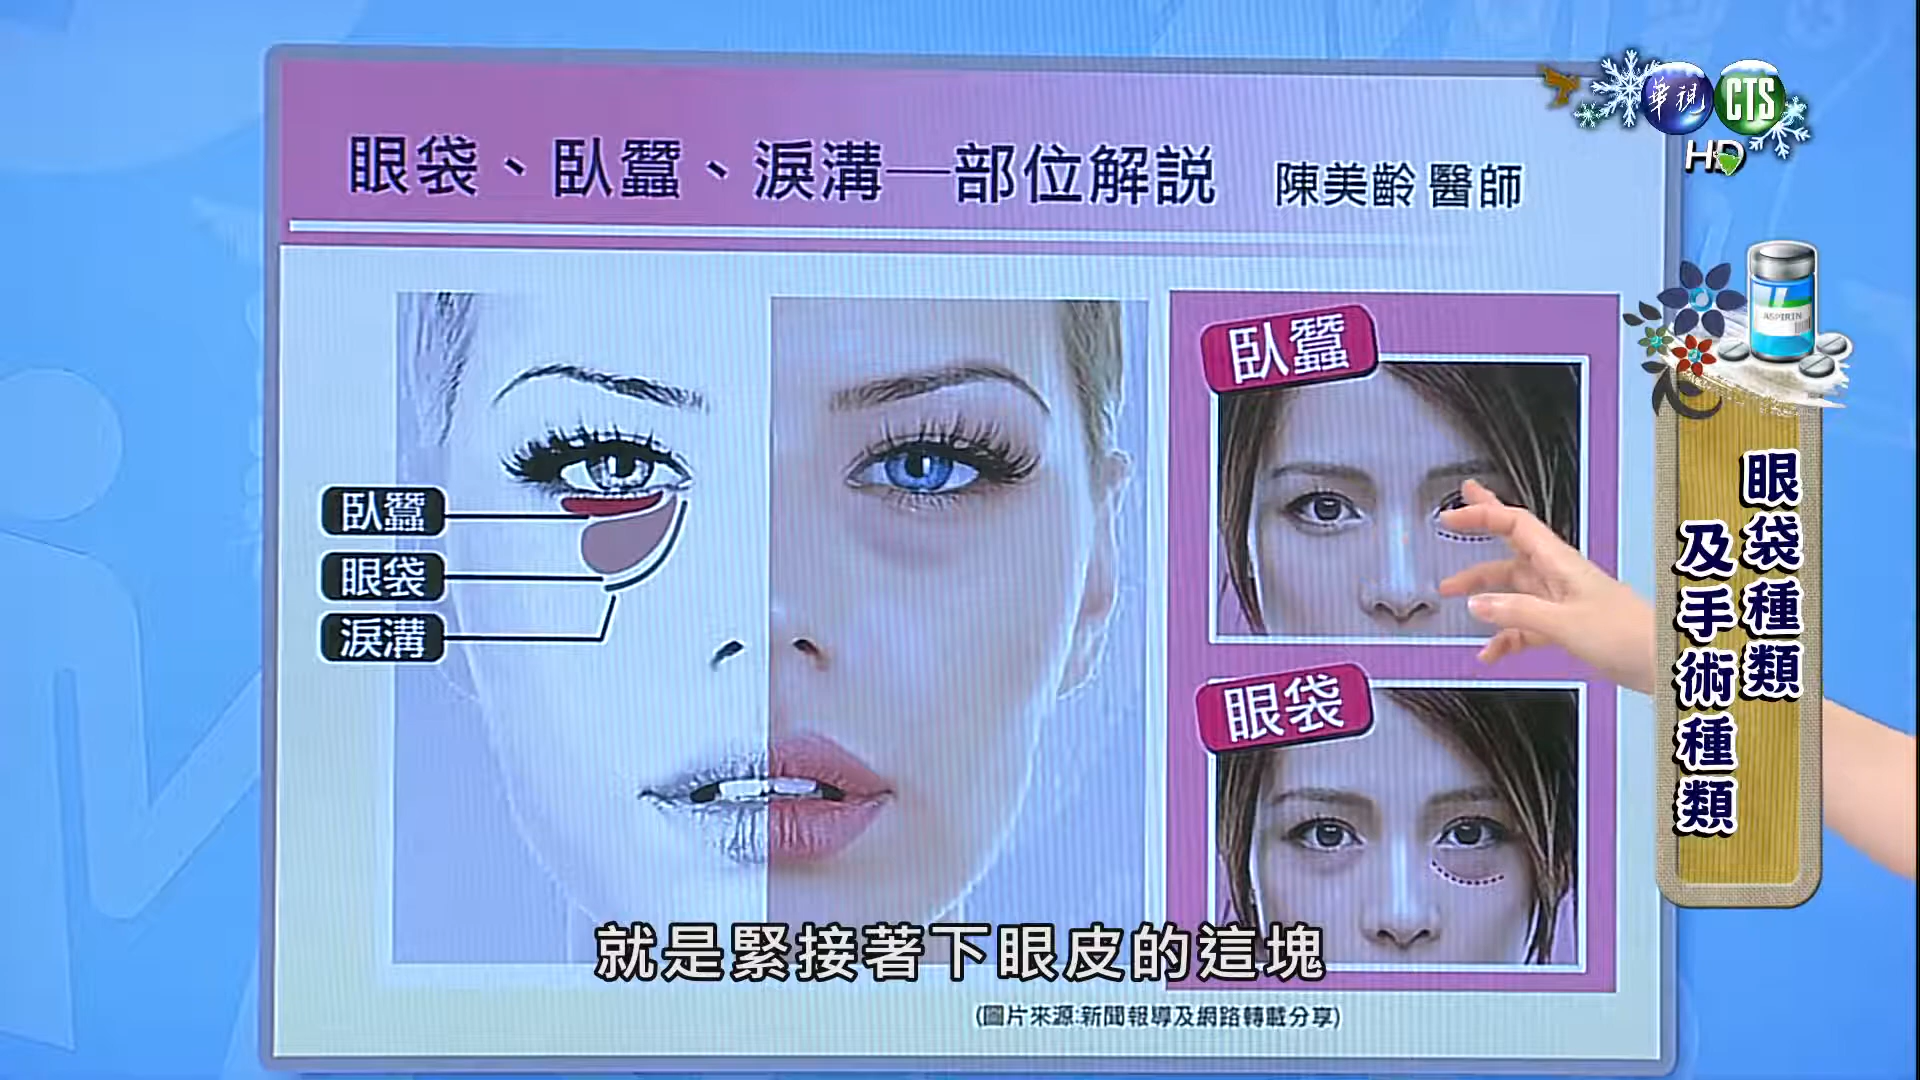 眼袋、臥蠶、淚溝—部位解説 陳美齡 醫師
華視 CTS
HD
ASPIRIN
臥蠶
眼袋
淚溝
臥蠶
眼袋
眼袋種類
及手術種類
就是緊接著下眼皮的這塊
(圖片來源:新聞報導及網路轉載分享)